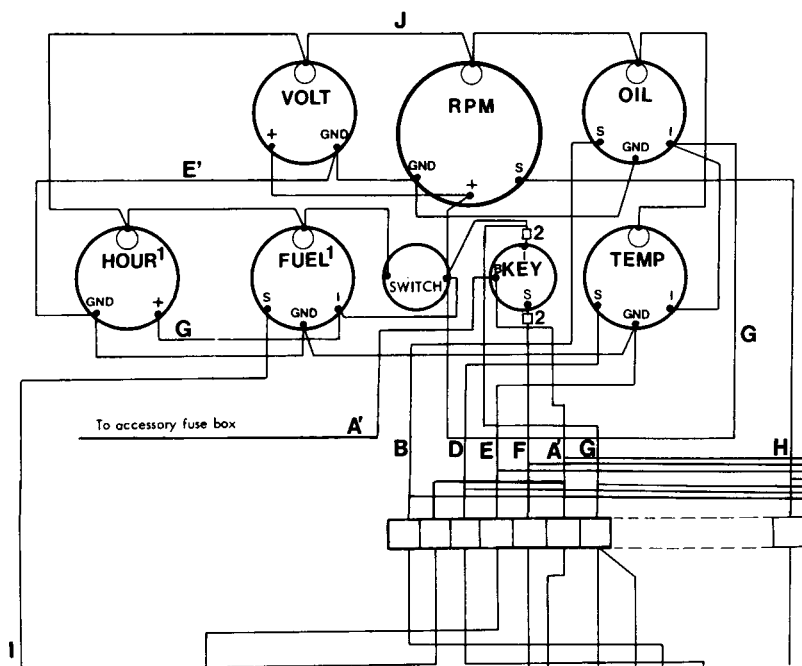 J
VOLT
RPM
OIL
+
GND
S
I
GND
E'
GND
+
S
2
HOUR1
FUEL1
SWITCH
B
I
KEY
TEMP
GND
+
S
I
S
S
I
G
GND
2
GND
G
To accessory fuse box
A'
B
D
E
F
A'
G
H
I